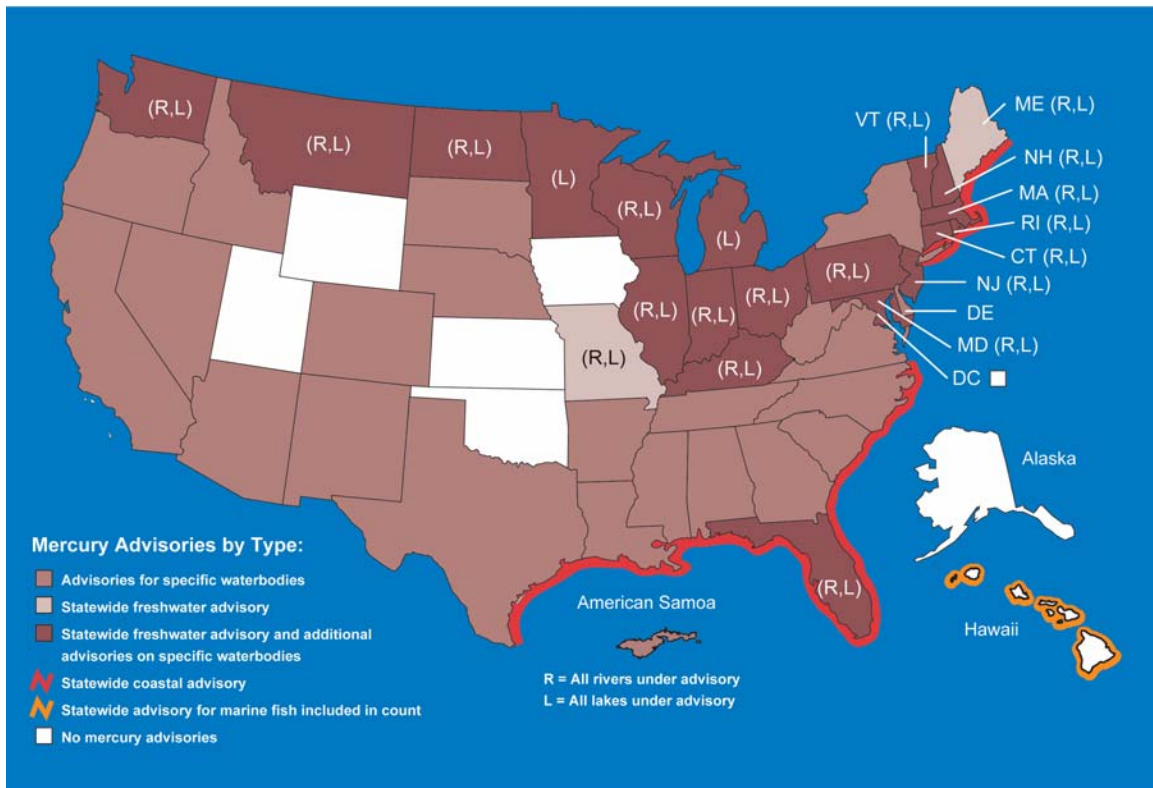 (R,L)
(R,L)
(R,L)
(L)
(R,L)
(L)
(R,L)
(R,L)
(R,L)
(R,L)
(R,L)
(R,L)
(R,L)
VT (R,L)
ME (R,L)
NH (R,L)
MA (R,L)
RI (R,L)
CT (R,L)
NJ (R,L)
DE
MD (R,L)
DC
Alaska
Hawaii
American Samoa
Mercury Advisories by Type:
Advisories for specific waterbodies
Statewide freshwater advisory
Statewide freshwater advisory and additional
advisories on specific waterbodies
Statewide coastal advisory
Statewide advisory for marine fish included in count
No mercury advisories
R = All rivers under advisory
L = All lakes under advisory